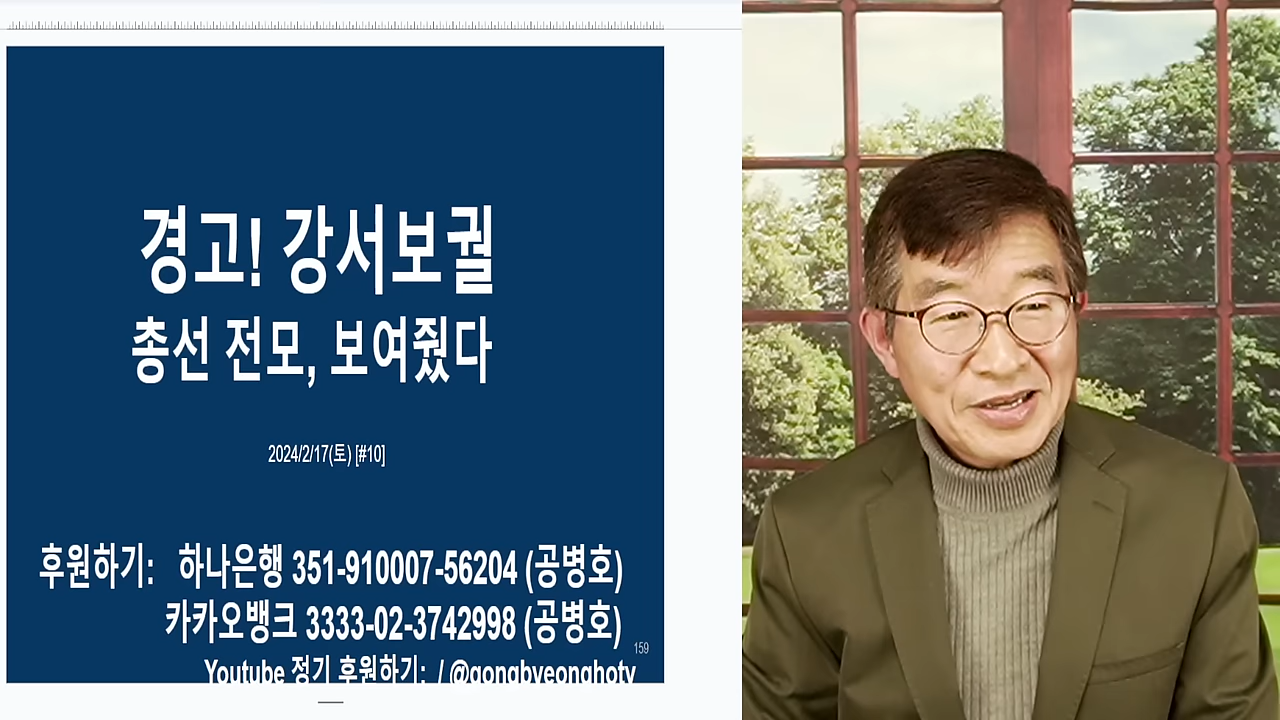 경고! 강서보궐
총선 전모, 보여줬다
2024/2/17(토) [#10]
후원하기: 하나은행 351-910007-56204 (공병호)
카카오뱅크 3333-02-3742998 (공병호)
159
Youtube 정기 후원하기: / @gongbyeonghotv